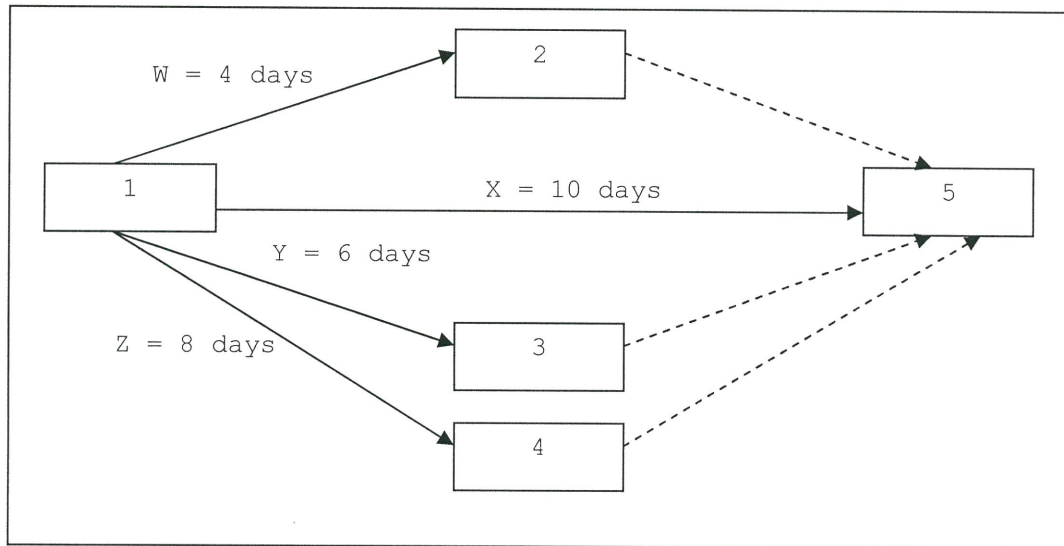 2
W = 4 days
1
X = 10 days
5
Y = 6 days
3
Z = 8 days
4